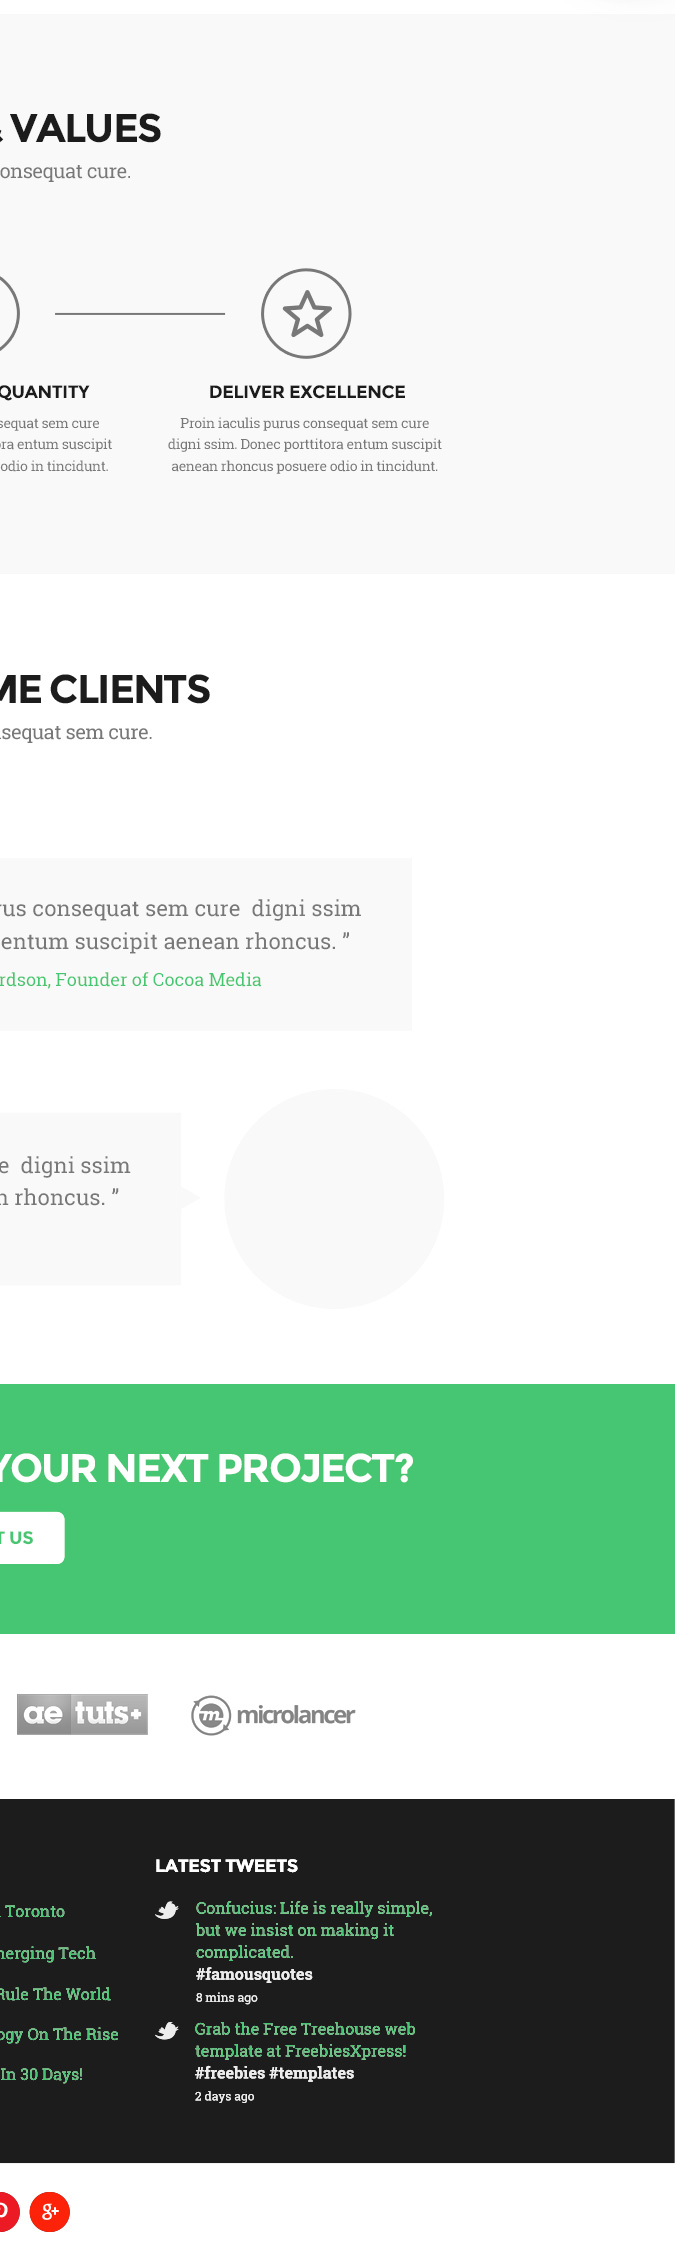 & VALUES
onsequat cure.
QUANTITY
DELIVER EXCELLENCE
sequat sem cure
ra entum suscipit
odio in tincidunt.
Proin iaculis purus consequat sem cure
digni ssim. Donec porttitora entum suscipit
aenean rhoncus posuere odio in tincidunt.
ME CLIENTS
sequat sem cure.
rus consequat sem cure digni ssim
entum suscipit aenean rhoncus. ”
rdson, Founder of Cocoa Media
e digni ssim
n rhoncus. ”
YOUR NEXT PROJECT?
T US
ae tuts+
m microlancer
Toronto
merging Tech
Rule The World
ogy On The Rise
In 30 Days!
LATEST TWEETS
Confucius: Life is really simple,
but we insist on making it
complicated.
#famousquotes
8 mins ago
Grab the Free Treehouse web
template at FreebiesXpress!
#freebies #templates
2 days ago
g+